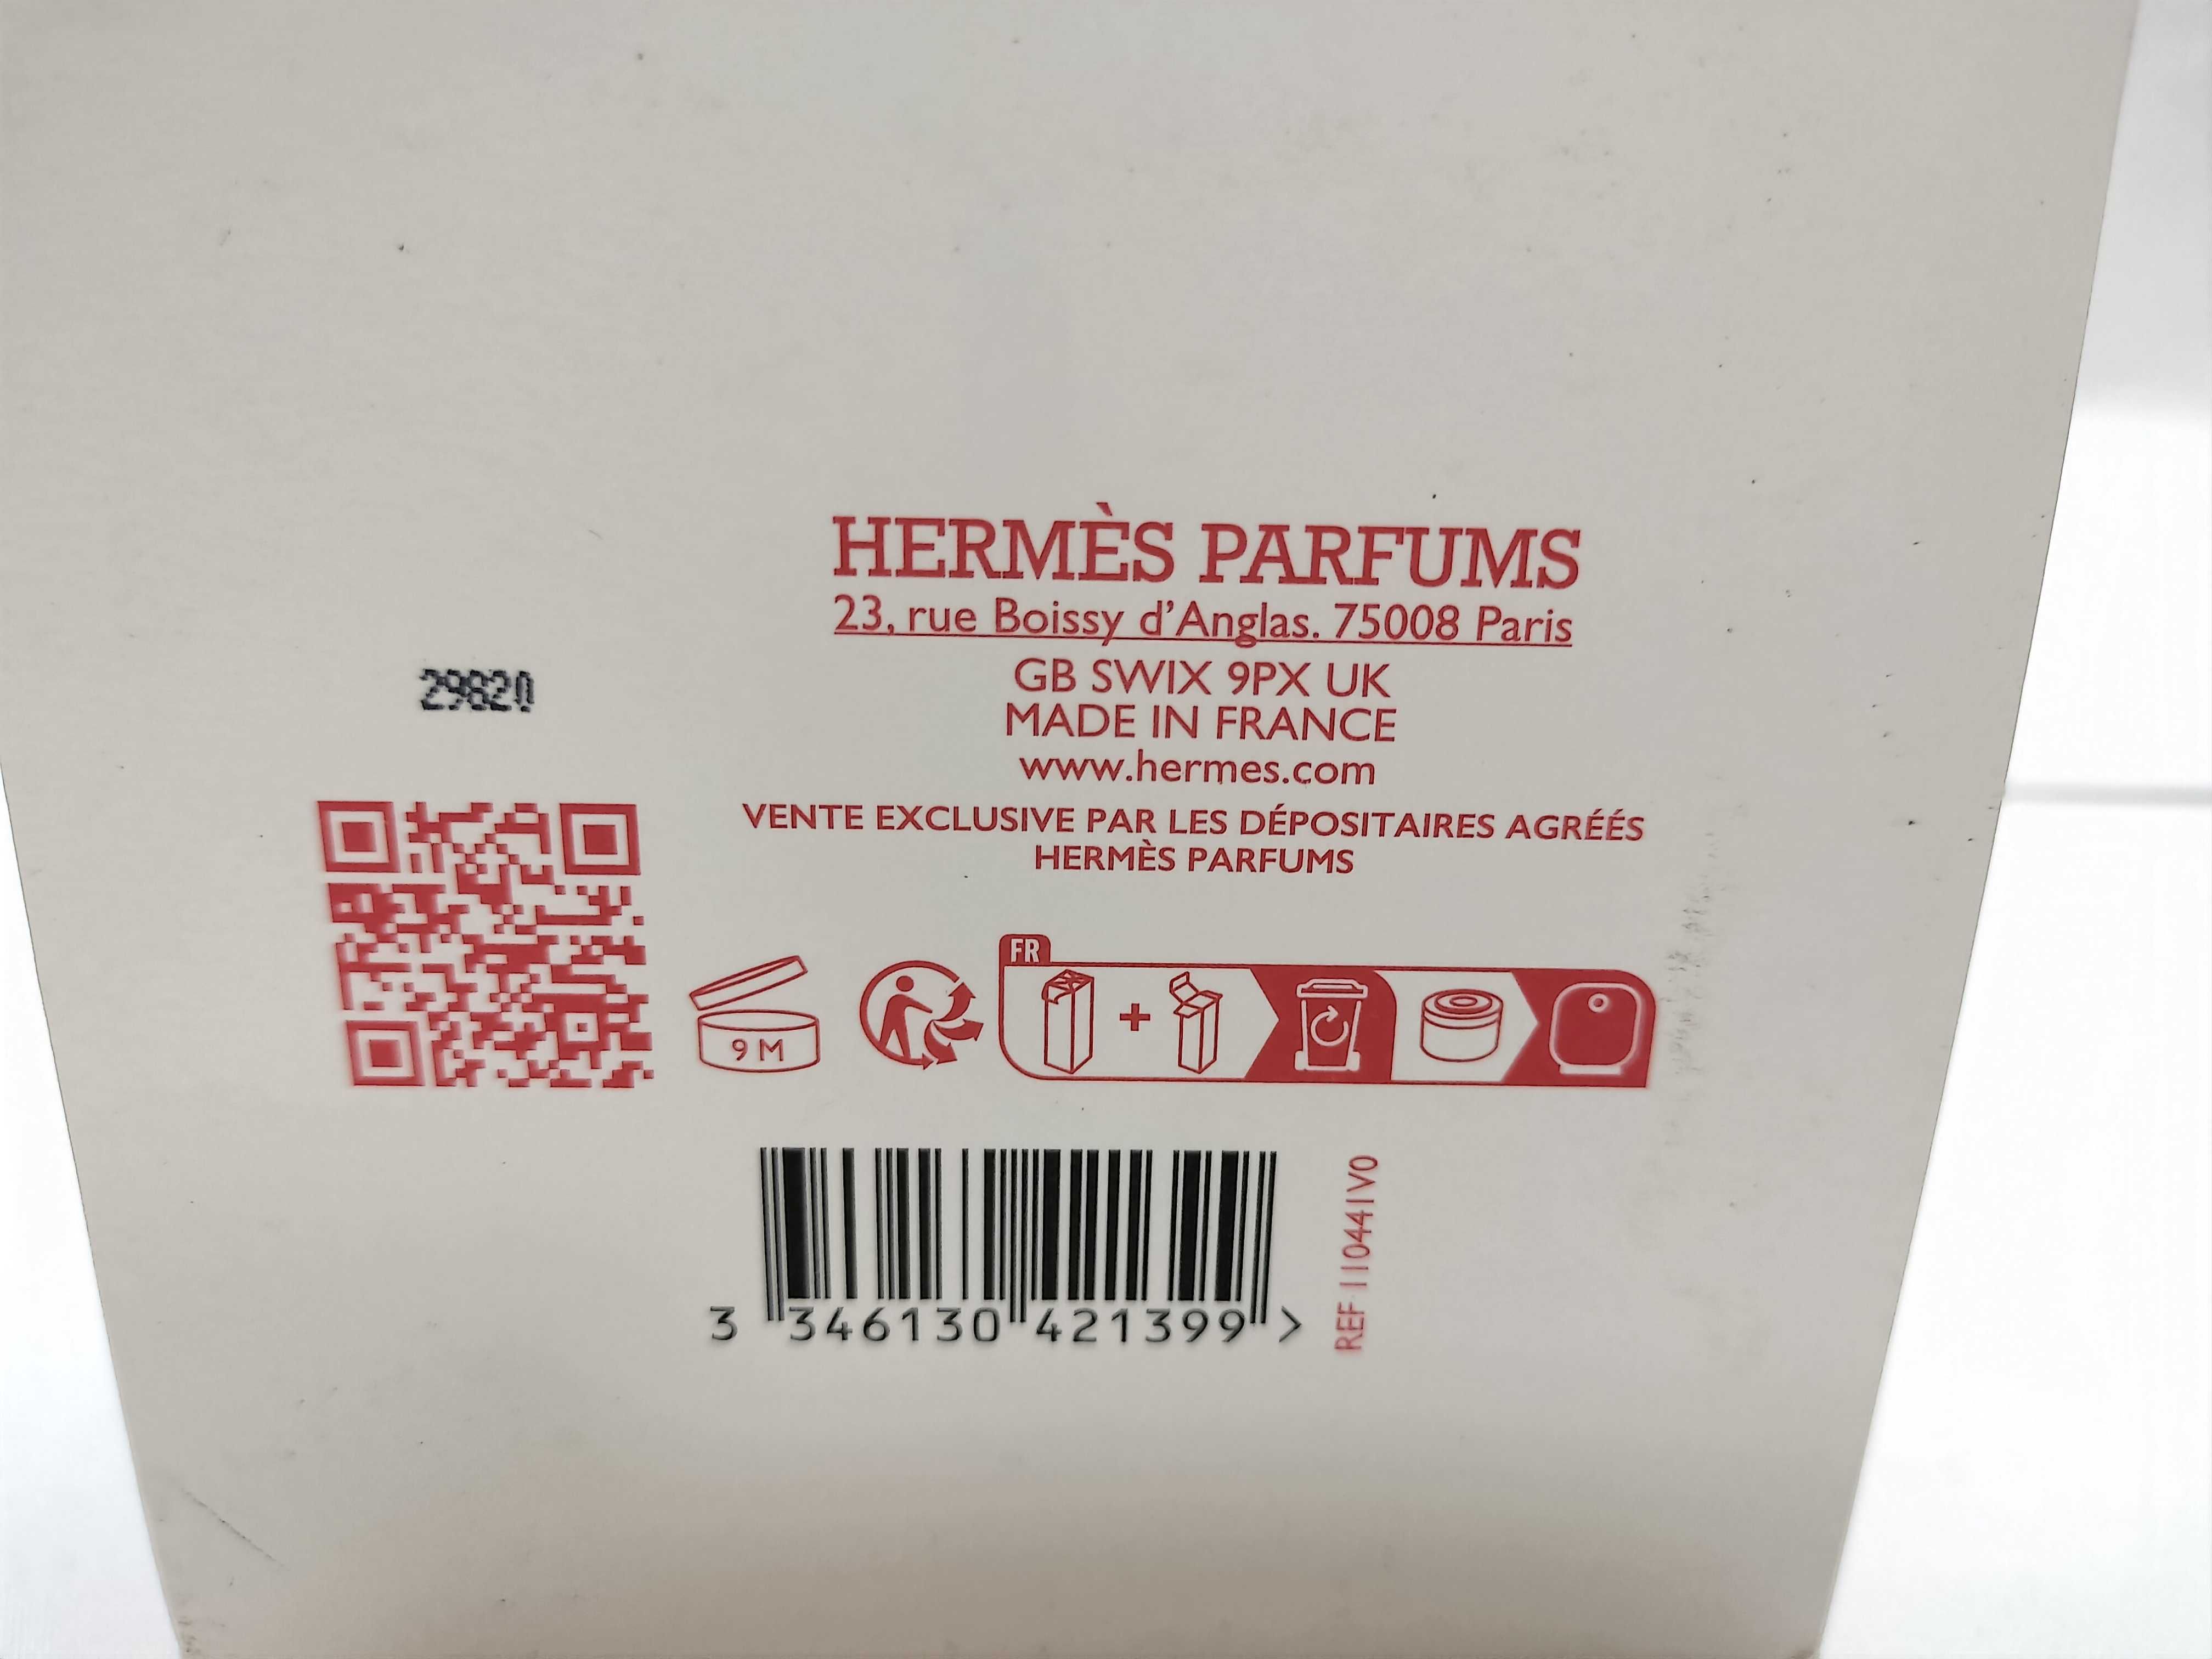 HERMÈS PARFUMS
23, rue Boissy d'Anglas. 75008 Paris
GB SWIX 9PX UK
MADE IN FRANCE
www.hermes.com
VENTE EXCLUSIVE PAR LES DÉPOSITAIRES AGRÉÉS
HERMÈS PARFUMS
29820
FR
9 M
+
3 346130 421399 >
REF 110441V0